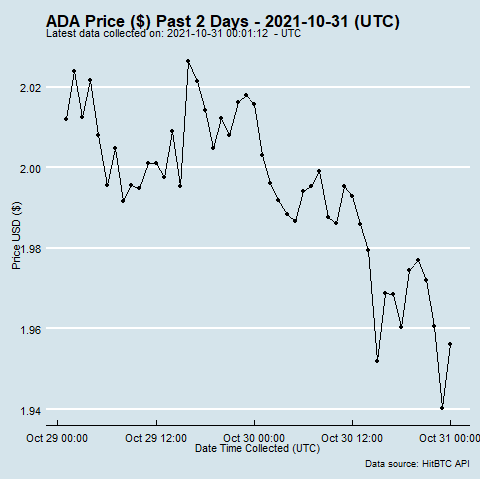 ADA Price ($) Past 2 Days - 2021-10-31 (UTC)
Latest data collected on: 2021-10-31 00:01:12 - UTC
2.02
2.00
1.98
1.96
1.94
Price USD ($)
Oct 29 00:00 Oct 29 12:00 Oct 30 00:00 Oct 30 12:00 Oct 31 00:00
Date Time Collected (UTC)
Data source: HitBTC API